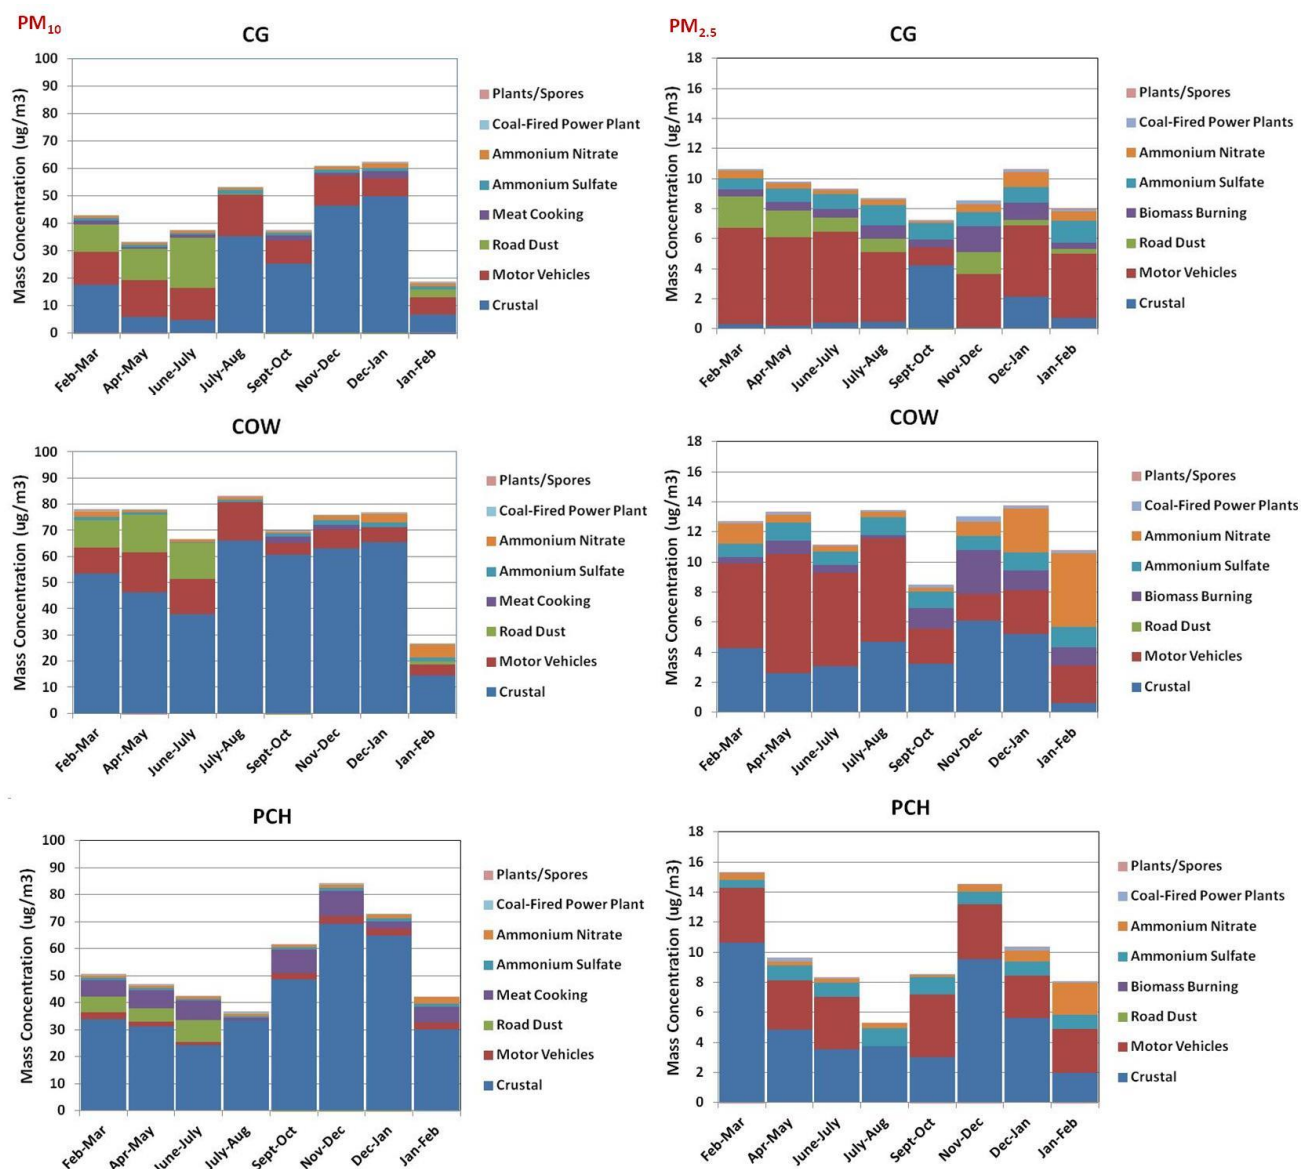 PM10
CG
Mass Concentration (ug/m3)
100
90
80
70
60
50
40
30
20
10
0
Feb-Mar
Apr-May
June-July
July-Aug
Sept-Oct
Nov-Dec
Dec-Jan
Jan-Feb
Plants/Spores
Coal-Fired Power Plant
Ammonium Nitrate
Ammonium Sulfate
Meat Cooking
Road Dust
Motor Vehicles
Crustal
PM2.5
CG
Mass Concentration (ug/m3)
18
16
14
12
10
8
6
4
2
0
Feb-Mar
Apr-May
June-July
July-Aug
Sept-Oct
Nov-Dec
Dec-Jan
Jan-Feb
Plants/Spores
Coal-Fired Power Plants
Ammonium Nitrate
Ammonium Sulfate
Biomass Burning
Road Dust
Motor Vehicles
Crustal
COW
Mass Concentration (ug/m3)
100
90
80
70
60
50
40
30
20
10
0
Feb-Mar
Apr-May
June-July
July-Aug
Sept-Oct
Nov-Dec
Dec-Jan
Jan-Feb
Plants/Spores
Coal-Fired Power Plant
Ammonium Nitrate
Ammonium Sulfate
Meat Cooking
Road Dust
Motor Vehicles
Crustal
COW
Mass Concentration (ug/m3)
18
16
14
12
10
8
6
4
2
0
Feb-Mar
Apr-May
June-July
July-Aug
Sept-Oct
Nov-Dec
Dec-Jan
Jan-Feb
Plants/Spores
Coal-Fired Power Plants
Ammonium Nitrate
Ammonium Sulfate
Biomass Burning
Road Dust
Motor Vehicles
Crustal
PCH
Mass Concentration (ug/m3)
100
90
80
70
60
50
40
30
20
10
0
Feb-Mar
Apr-May
June-July
July-Aug
Sept-Oct
Nov-Dec
Dec-Jan
Jan-Feb
Plants/Spores
Coal-Fired Power Plant
Ammonium Nitrate
Ammonium Sulfate
Meat Cooking
Road Dust
Motor Vehicles
Crustal
PCH
Mass Concentration (ug/m3)
18
16
14
12
10
8
6
4
2
0
Feb-Mar
Apr-May
June-July
July-Aug
Sept-Oct
Nov-Dec
Dec-Jan
Jan-Feb
Plants/Spores
Coal-Fired Power Plants
Ammonium Nitrate
Ammonium Sulfate
Biomass Burning
Road Dust
Motor Vehicles
Crustal